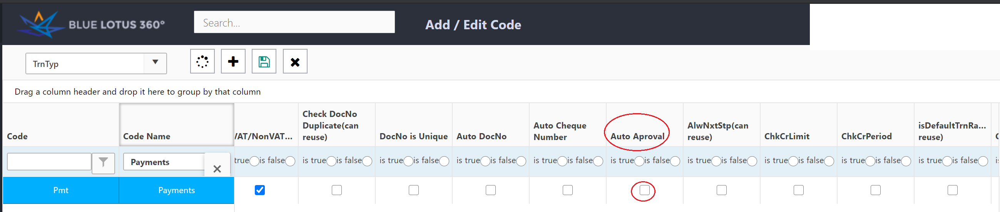 BLUE LOTUS 360°
Search...
Add / Edit Code
TrnTyp
Drag a column header and drop it here to group by that column
Code
Code Name
/AT/NonVAT...
Check DocNo
Duplicate(can
reuse)
DocNo is Unique
Auto DocNo
Auto Cheque
Number
Auto Aproval
AlwNxtStp(can
reuse)
ChkCrLimit
ChkCrPeriod
isDefaultTrnRa...
reuse)
Payments
true is false
is true is false
is true is false
is true is false
is true is false
is true is false
is true is false
is true is false
is true is false
is true is false
Pmt
Payments